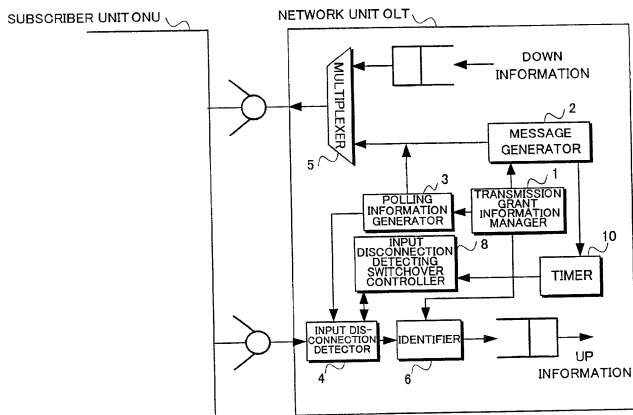 SUBSCRIBER UNIT ONU
NETWORK UNIT OLT
MULTIPLEXER
5
DOWN
INFORMATION
2
MESSAGE
GENERATOR
3
POLLING
INFORMATION
GENERATOR
1
TRANSMISSION
GRANT
INFORMATION
MANAGER
8
INPUT
DISCONNECTION
DETECTING
SWITCHOVER
CONTROLLER
10
TIMER
INPUT DIS-
CONNECTION
DETECTOR
4
IDENTIFIER
6
UP
INFORMATION